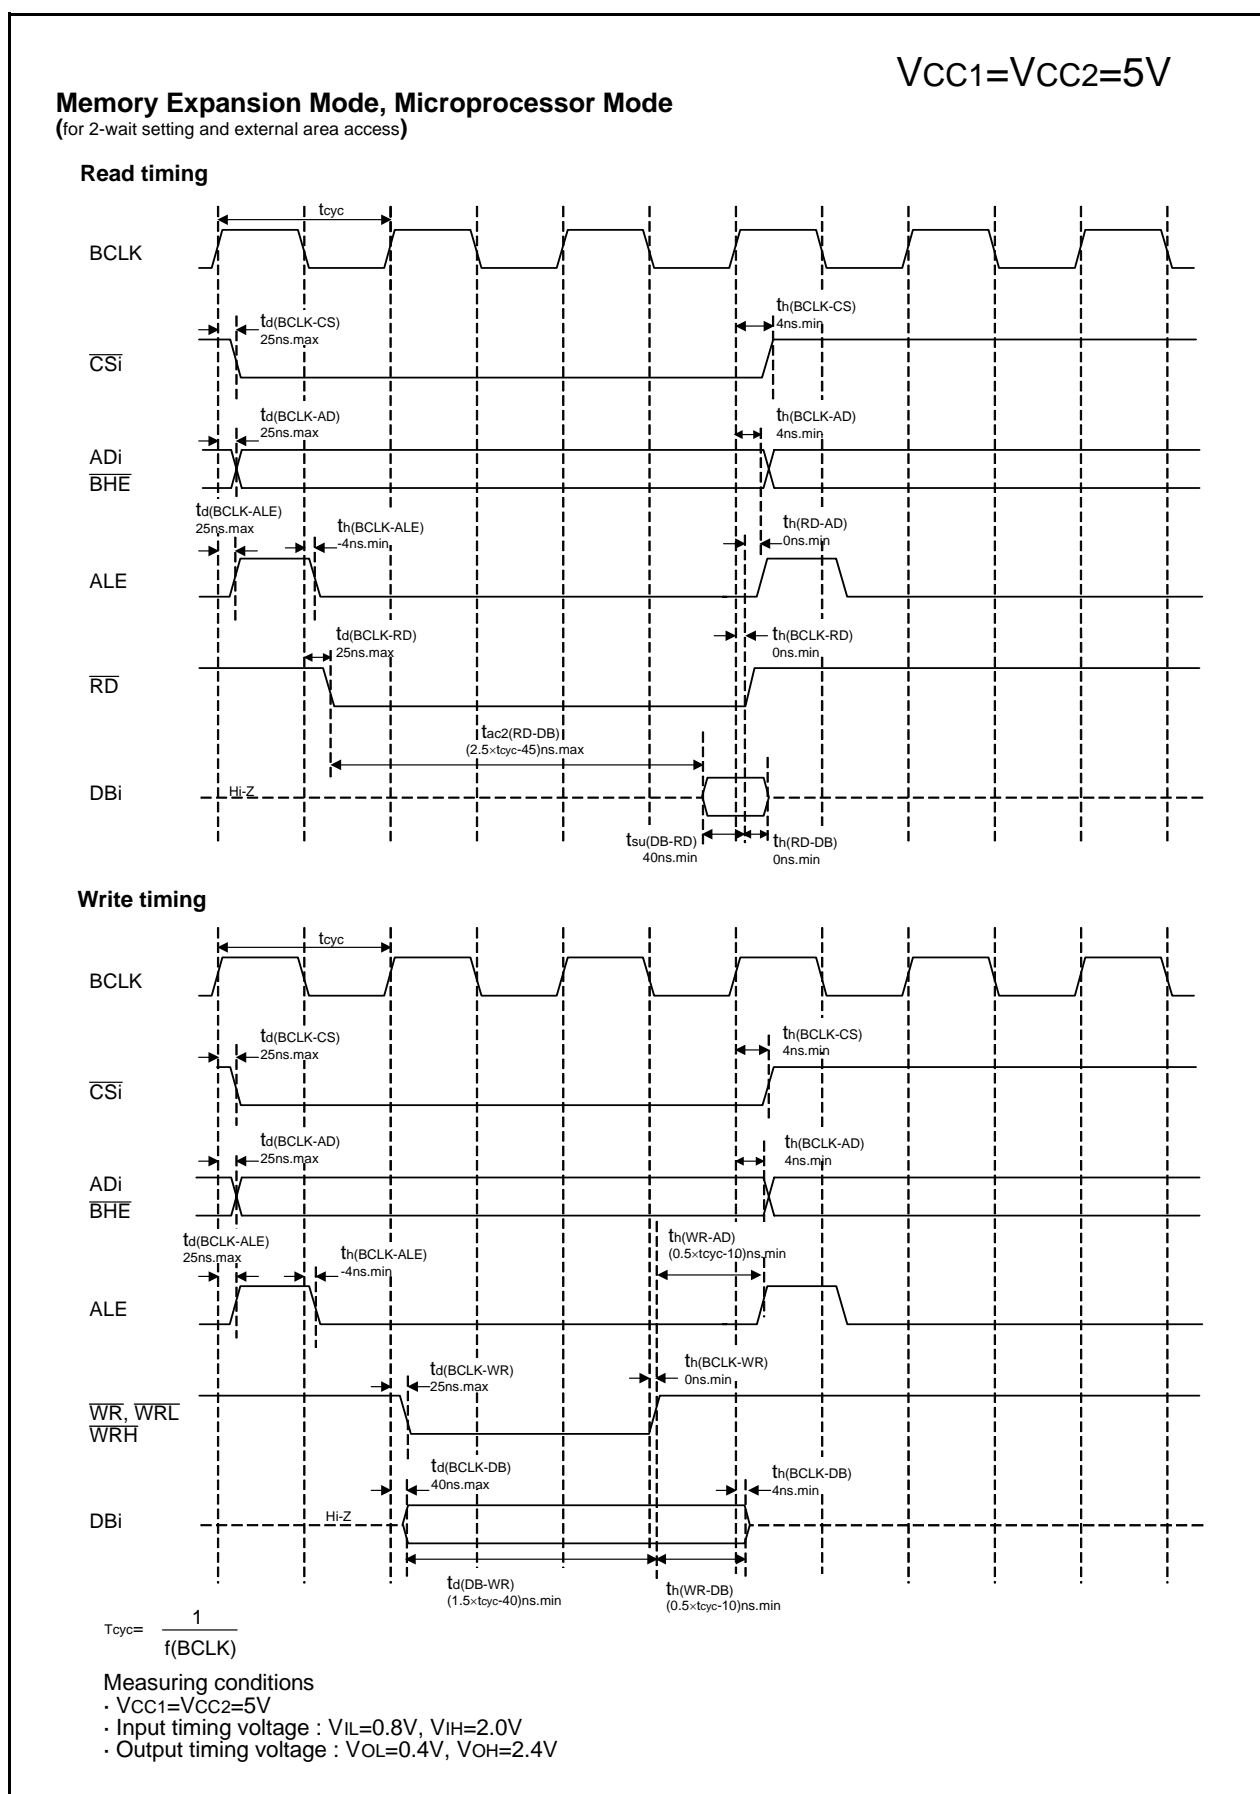 VCC1=VCC2=5V
Memory Expansion Mode, Microprocessor Mode
(for 2-wait setting and external area access)
Read timing
tcyc
BCLK
td(BCLK-CS)
25ns.max
th(BCLK-CS)
4ns.min
CSi
td(BCLK-AD)
25ns.max
th(BCLK-AD)
4ns.min
ADi
BHE
td(BCLK-ALE)
25ns.max
th(BCLK-ALE)
-4ns.min
th(RD-AD)
0ns.min
ALE
td(BCLK-RD)
25ns.max
th(BCLK-RD)
0ns.min
RD
tac2(RD-DB)
(2.5×tcyc-45)ns.max
DBi
Hi-Z
tsu(DB-RD)
40ns.min
th(RD-DB)
0ns.min
Write timing
tcyc
BCLK
td(BCLK-CS)
25ns.max
th(BCLK-CS)
4ns.min
CSi
td(BCLK-AD)
25ns.max
th(BCLK-AD)
4ns.min
ADi
BHE
td(BCLK-ALE)
25ns.max
th(BCLK-ALE)
-4ns.min
th(WR-AD)
(0.5×tcyc-10)ns.min
ALE
td(BCLK-WR)
25ns.max
th(BCLK-WR)
0ns.min
WR, WRL
WRH
td(BCLK-DB)
40ns.max
th(BCLK-DB)
4ns.min
DBi
Hi-Z
td(DB-WR)
(1.5×tcyc-40)ns.min
th(WR-DB)
(0.5×tcyc-10)ns.min
Tcyc=
1
f(BCLK)
Measuring conditions
· VCC1=VCC2=5V
· Input timing voltage : VIL=0.8V, VIH=2.0V
· Output timing voltage : VOL=0.4V, VOH=2.4V